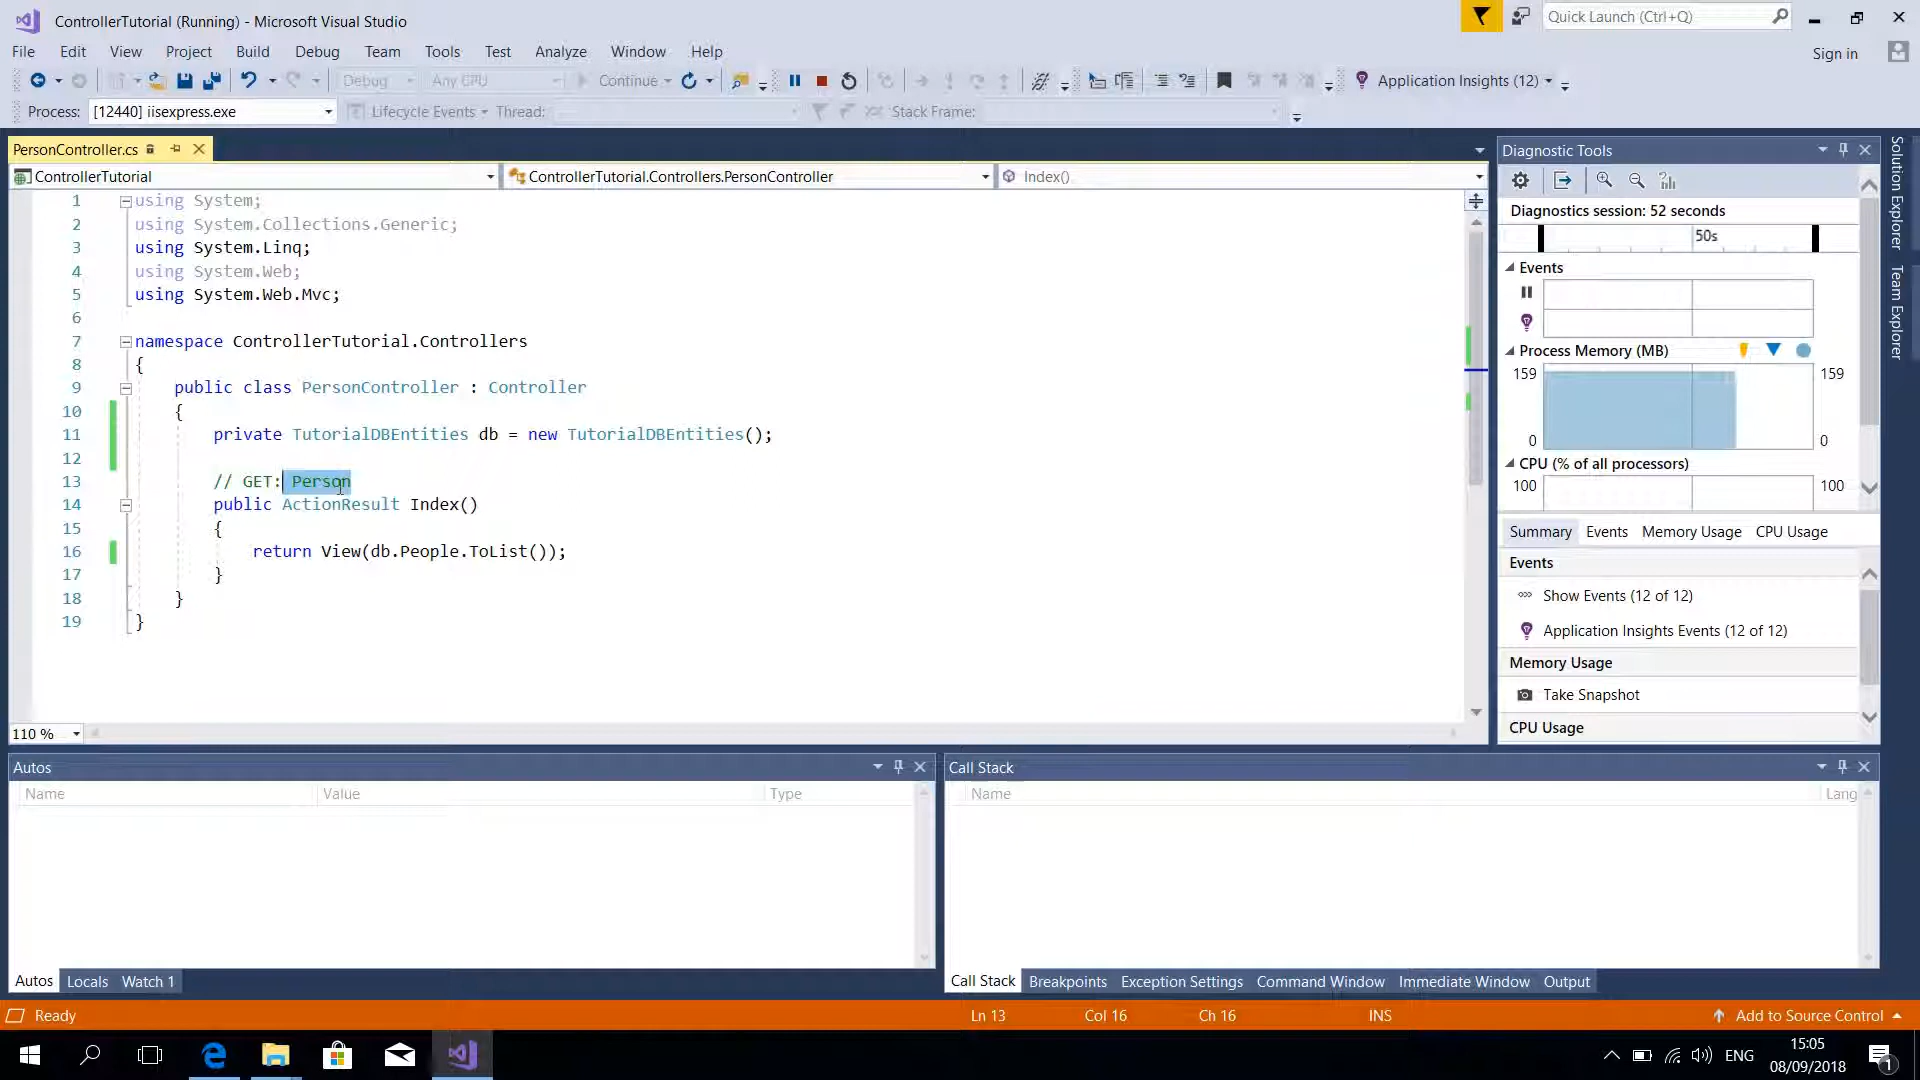 ControllerTutorial (Running) - Microsoft Visual Studio
Quick Launch (Ctrl+Q)
File Edit View Project Build Debug Team Tools Test Analyze Window Help
Sign in
Debug Any CPU Continue Application Insights (12)
Process: [12440] iisexpress.exe Lifecycle Events Thread: Stack Frame:
PersonController.cs
ControllerTutorial ControllerTutorial.Controllers.PersonController Index()
1 using System;
2 using System.Collections.Generic;
3 using System.Linq;
4 using System.Web;
5 using System.Web.Mvc;
6
7 namespace ControllerTutorial.Controllers
8 {
9 public class PersonController : Controller
10 {
11 private TutorialDBEntities db = new TutorialDBEntities();
12
13 // GET: Person
14 public ActionResult Index()
15 {
16 return View(db.People.ToList());
17 }
18 }
19 }
110 %
Diagnostic Tools
Diagnostics session: 52 seconds
50s
Events
Process Memory (MB)
159 159
0 0
CPU (% of all processors)
100 100
Summary Events Memory Usage CPU Usage
Events
Show Events (12 of 12)
Application Insights Events (12 of 12)
Memory Usage
Take Snapshot
CPU Usage
Solution Explorer
Team Explorer
Autos
Name Value Type
Autos Locals Watch 1
Call Stack
Name Lang
Call Stack Breakpoints Exception Settings Command Window Immediate Window Output
Ready Ln 13 Col 16 Ch 16 INS Add to Source Control
ENG
15:05
08/09/2018
1